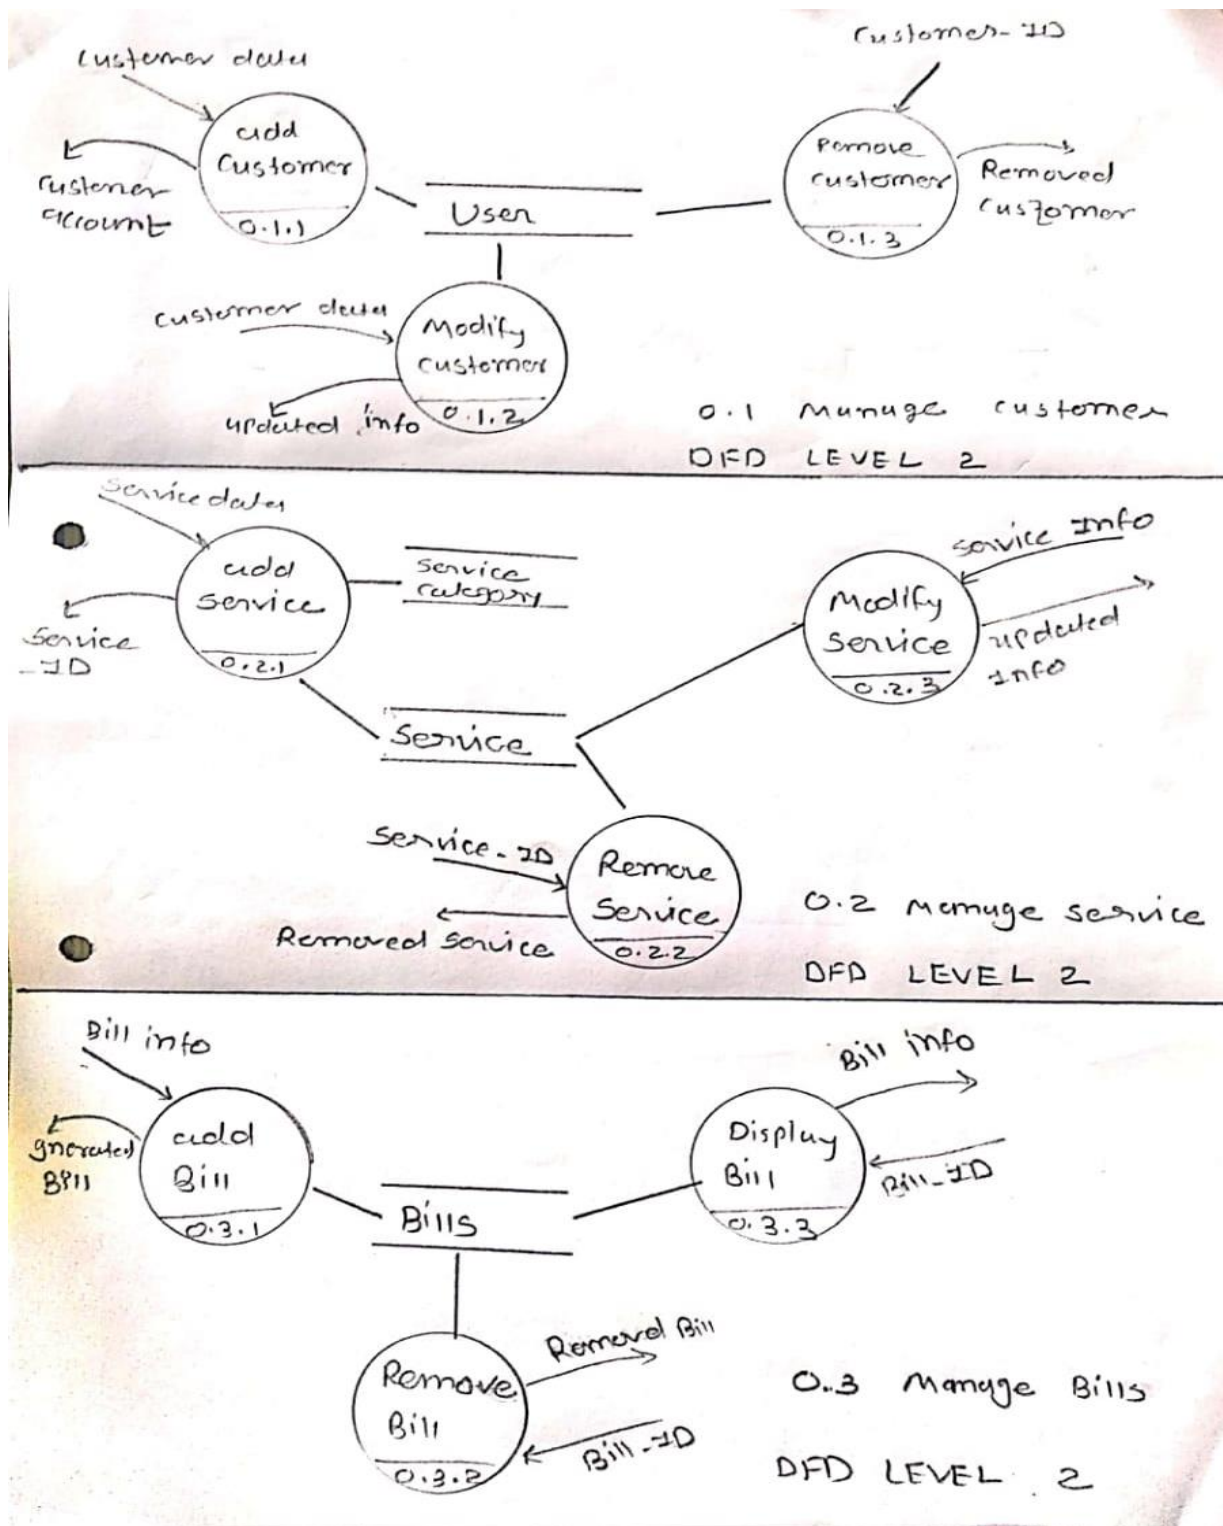 Customer data
Customer-ID
add
Customer
0.1.1
Customer
account
User
Remove
customer
0.1.3
Removed
customer
Customer data
Modify
customer
0.1.2
updated info
0.1 Manage customer
DFD LEVEL 2
Service data
add
Service
0.2.1
Service
-ID
Service
category
Service Info
Modify
Service
0.2.3
updated
Info
Service
Service-ID
Remove
Service
0.2.2
Removed Service
0.2 Manage service
DFD LEVEL 2
Bill info
add
Bill
0.3.1
gnerated
Bill
Bills
Bill info
Display
Bill
0.3.3
Bill-ID
Remove
Bill
0.3.2
Removed Bill
Bill-ID
0.3 Manage Bills
DFD LEVEL 2